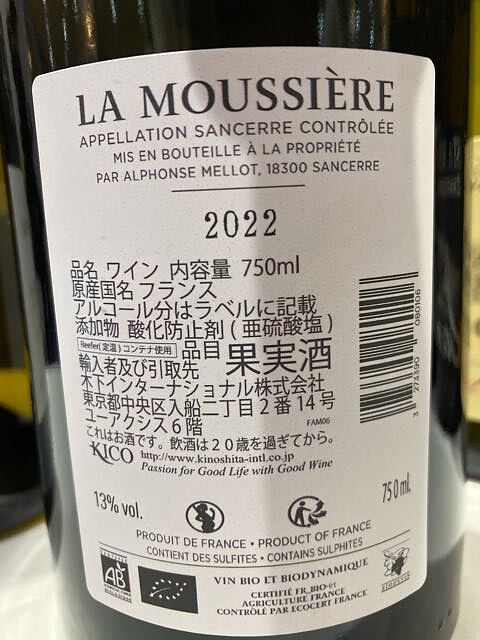 LA MOUSSIÈRE
APPELLATION SANCERRE CONTRÔLÉE
MIS EN BOUTEILLE À LA PROPRIÉTÉ
PAR ALPHONSE MELLOT, 18300 SANCERRE
2022
品名 ワイン 内容量 750ml
原産国名 フランス
アルコール分はラベルに記載
添加物 酸化防止剤(亜硫酸塩)
Reefer(定温)コンテナ使用 品目 果実酒
輸入者及び引取先
木下インターナショナル株式会社
東京都中央区入船二丁目2番14号
ユーアクシス6階 FAM06
これはお酒です。飲酒は20歳を過ぎてから。
KICO http://www.kinoshita-intl.co.jp
Passion for Good Life with Good Wine
13% vol.
750ml.
PRODUIT DE FRANCE • PRODUCT OF FRANCE
CONTIENT DES SULFITES • CONTAINS SULPHITES
AB
VIN BIO ET BIODYNAMIQUE
CERTIFIÉ FR_BIO-01
AGRICULTURE FRANCE
CONTRÔLÉ PAR ECOCERT FRANCE